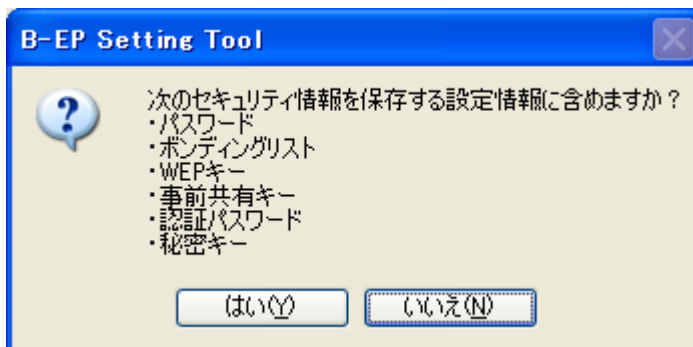 B-EP Setting Tool
次のセキュリティ情報を保存する設定情報に含めますか？
・パスワード
・ボンディングリスト
・WEPキー
・事前共有キー
・認証パスワード
・秘密キー
はい(Y) いいえ(N)